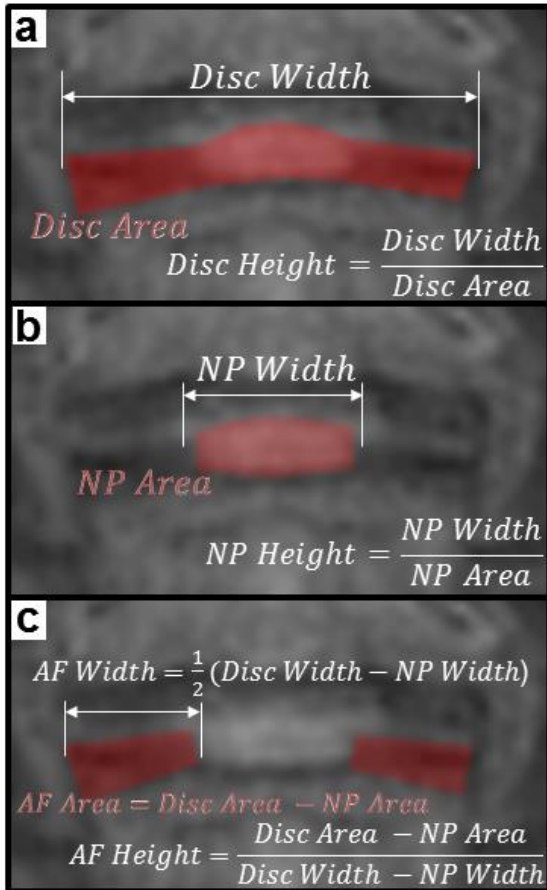 a
Disc Width
Disc Area
Disc Height = Disc Width / Disc Area
b
NP Width
NP Area
NP Height = NP Width / NP Area
c
AF Width = 1/2 (Disc Width − NP Width)
AF Area = Disc Area − NP Area
AF Height = Disc Area − NP Area / Disc Width − NP Width